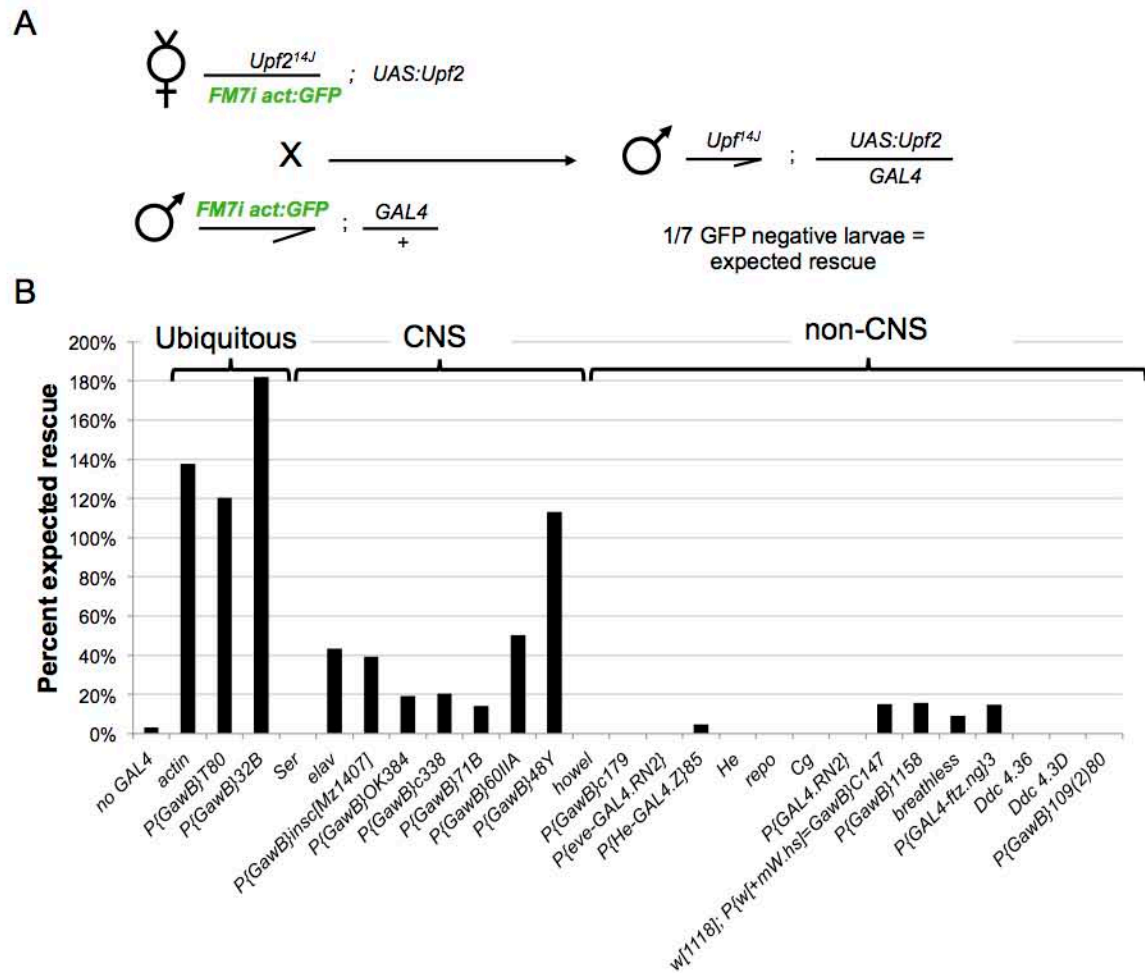 A
Upf2^14J
FM7i act:GFP
; UAS:Upf2
X
FM7i act:GFP
; GAL4
+
Upf^14J
; UAS:Upf2
GAL4
1/7 GFP negative larvae =
expected rescue
B
Ubiquitous
CNS
non-CNS
Percent expected rescue
200%
180%
160%
140%
120%
100%
80%
60%
40%
20%
0%
no GAL4
actin
P{GawB}T80
P{GawB}32B
Ser
elav
P{GawB}insc[Mz1407]
P{GawB}OK384
P{GawB}c338
P{GawB}71B
P{GawB}60IIA
P{GawB}48Y
howel
P{GawB}c179
P{eve-GAL4.RN2}
P{He-GAL4.Z}85
He
repo
Cg
P{GAL4.RN2}
w[1118]; P{w[+mW.hs]=GawB}C147
P{GawB}1158
breathless
P{GAL4-ftz.ng}3
Ddc 4.36
Ddc 4.3D
P{GawB}109(2)80